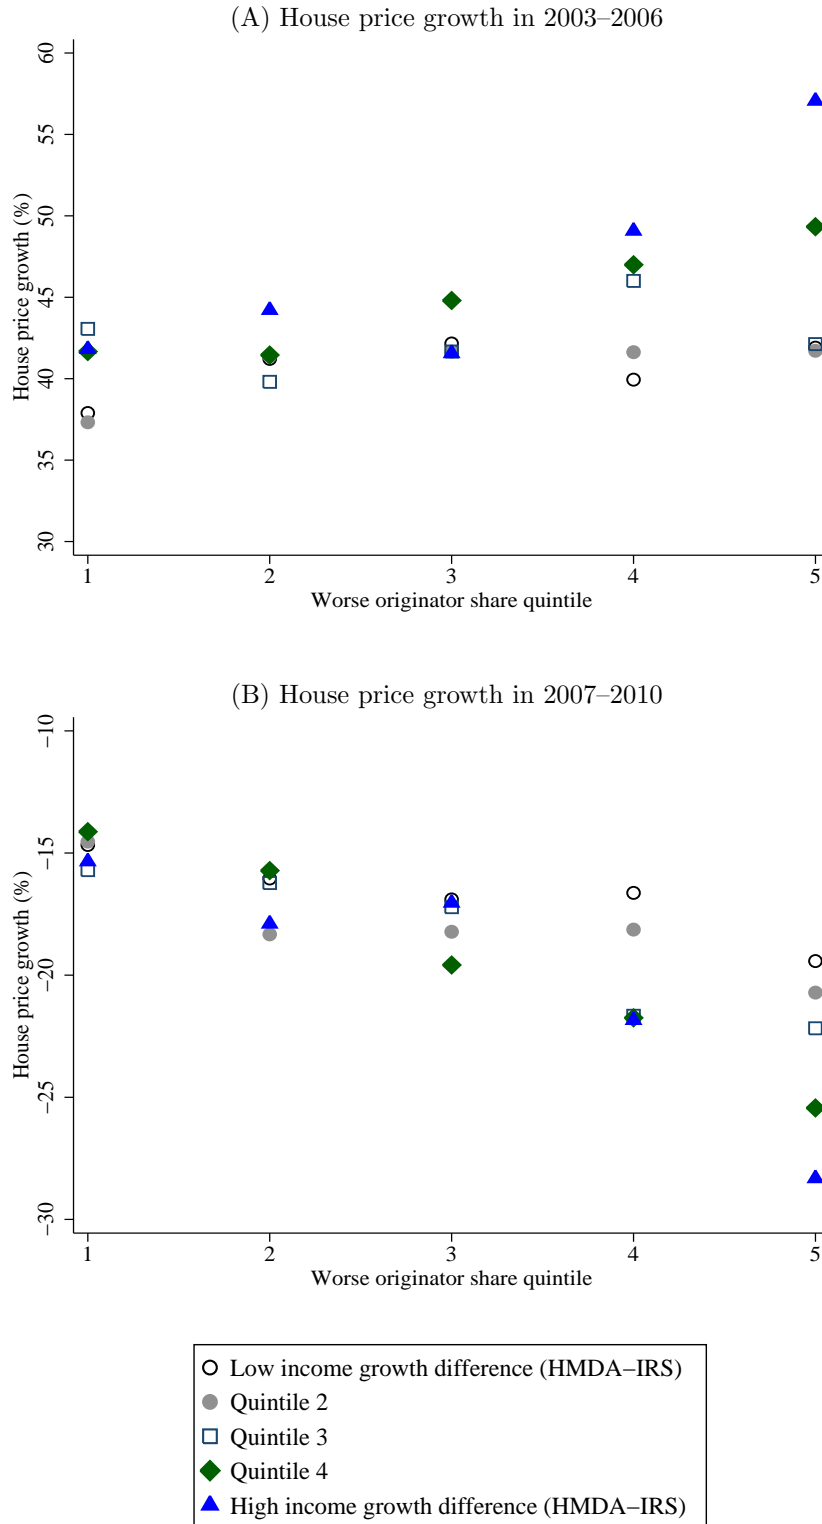 (A) House price growth in 2003–2006
House price growth (%)
60
55
50
45
40
35
30
1 2 3 4 5
Worse originator share quintile
(B) House price growth in 2007–2010
House price growth (%)
−10
−15
−20
−25
−30
1 2 3 4 5
Worse originator share quintile
Low income growth difference (HMDA−IRS)
Quintile 2
Quintile 3
Quintile 4
High income growth difference (HMDA−IRS)